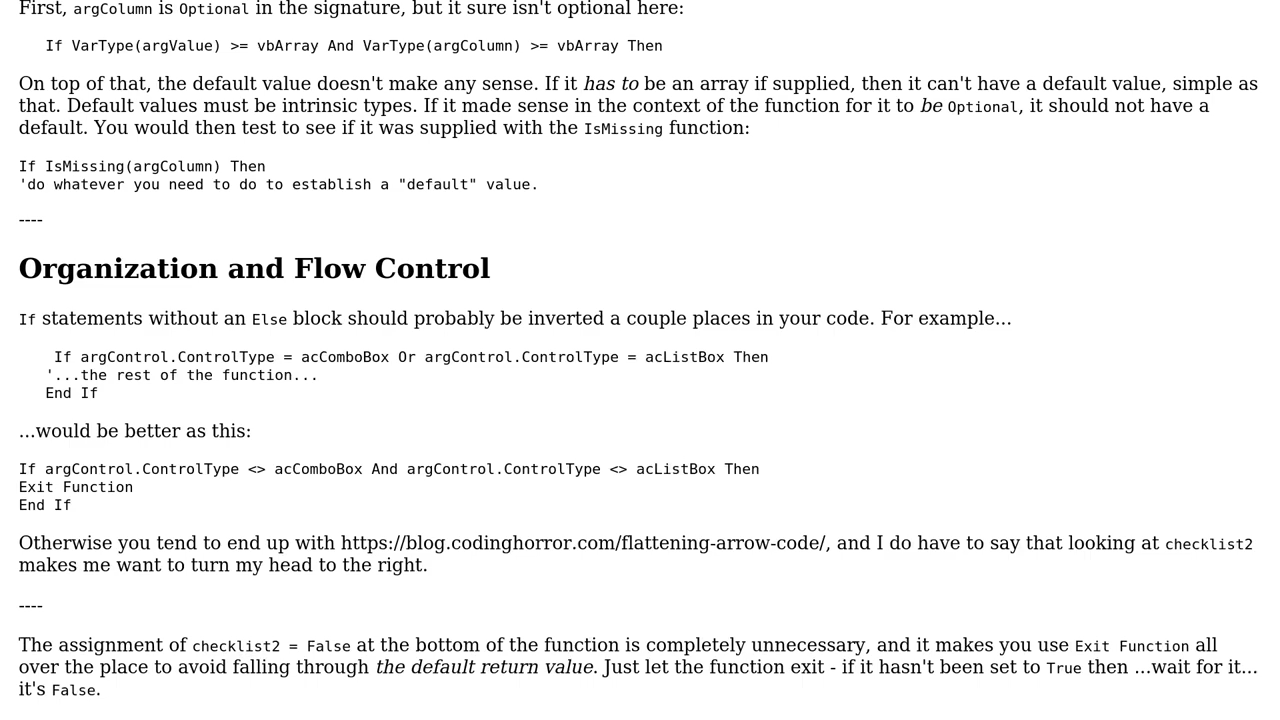 First, argColumn is Optional in the signature, but it sure isn't optional here:
If VarType(argValue) >= vbArray And VarType(argColumn) >= vbArray Then
On top of that, the default value doesn't make any sense. If it has to be an array if supplied, then it can't have a default value, simple as
that. Default values must be intrinsic types. If it made sense in the context of the function for it to be Optional, it should not have a
default. You would then test to see if it was supplied with the IsMissing function:
If IsMissing(argColumn) Then
'do whatever you need to do to establish a "default" value.
----
Organization and Flow Control
If statements without an Else block should probably be inverted a couple places in your code. For example...
If argControl.ControlType = acComboBox Or argControl.ControlType = acListBox Then
'...the rest of the function...
End If
...would be better as this:
If argControl.ControlType <> acComboBox And argControl.ControlType <> acListBox Then
Exit Function
End If
Otherwise you tend to end up with https://blog.codinghorror.com/flattening-arrow-code/, and I do have to say that looking at checklist2
makes me want to turn my head to the right.
----
The assignment of checklist2 = False at the bottom of the function is completely unnecessary, and it makes you use Exit Function all
over the place to avoid falling through the default return value. Just let the function exit - if it hasn't been set to True then ...wait for it...
it's False.